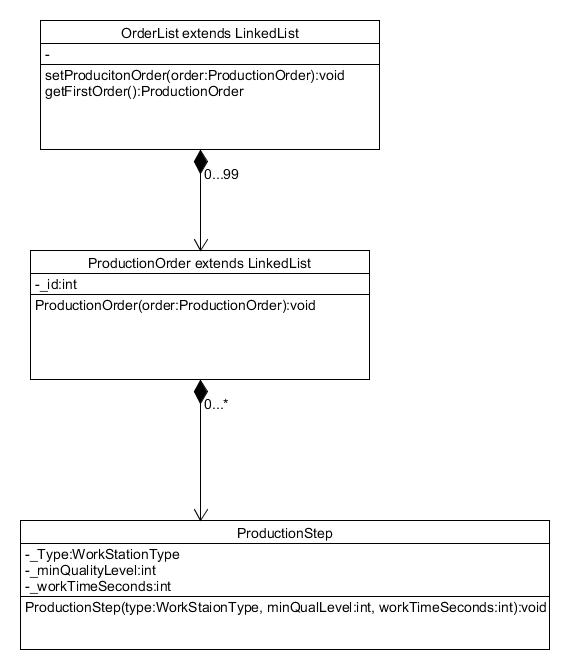 OrderList extends LinkedList
-
setProducitonOrder(order:ProductionOrder):void
getFirstOrder():ProductionOrder
0...99
ProductionOrder extends LinkedList
-_id:int
ProductionOrder(order:ProductionOrder):void
0...*
ProductionStep
-_Type:WorkStationType
-_minQualityLevel:int
-_workTimeSeconds:int
ProductionStep(type:WorkStaionType, minQualLevel:int, workTimeSeconds:int):void